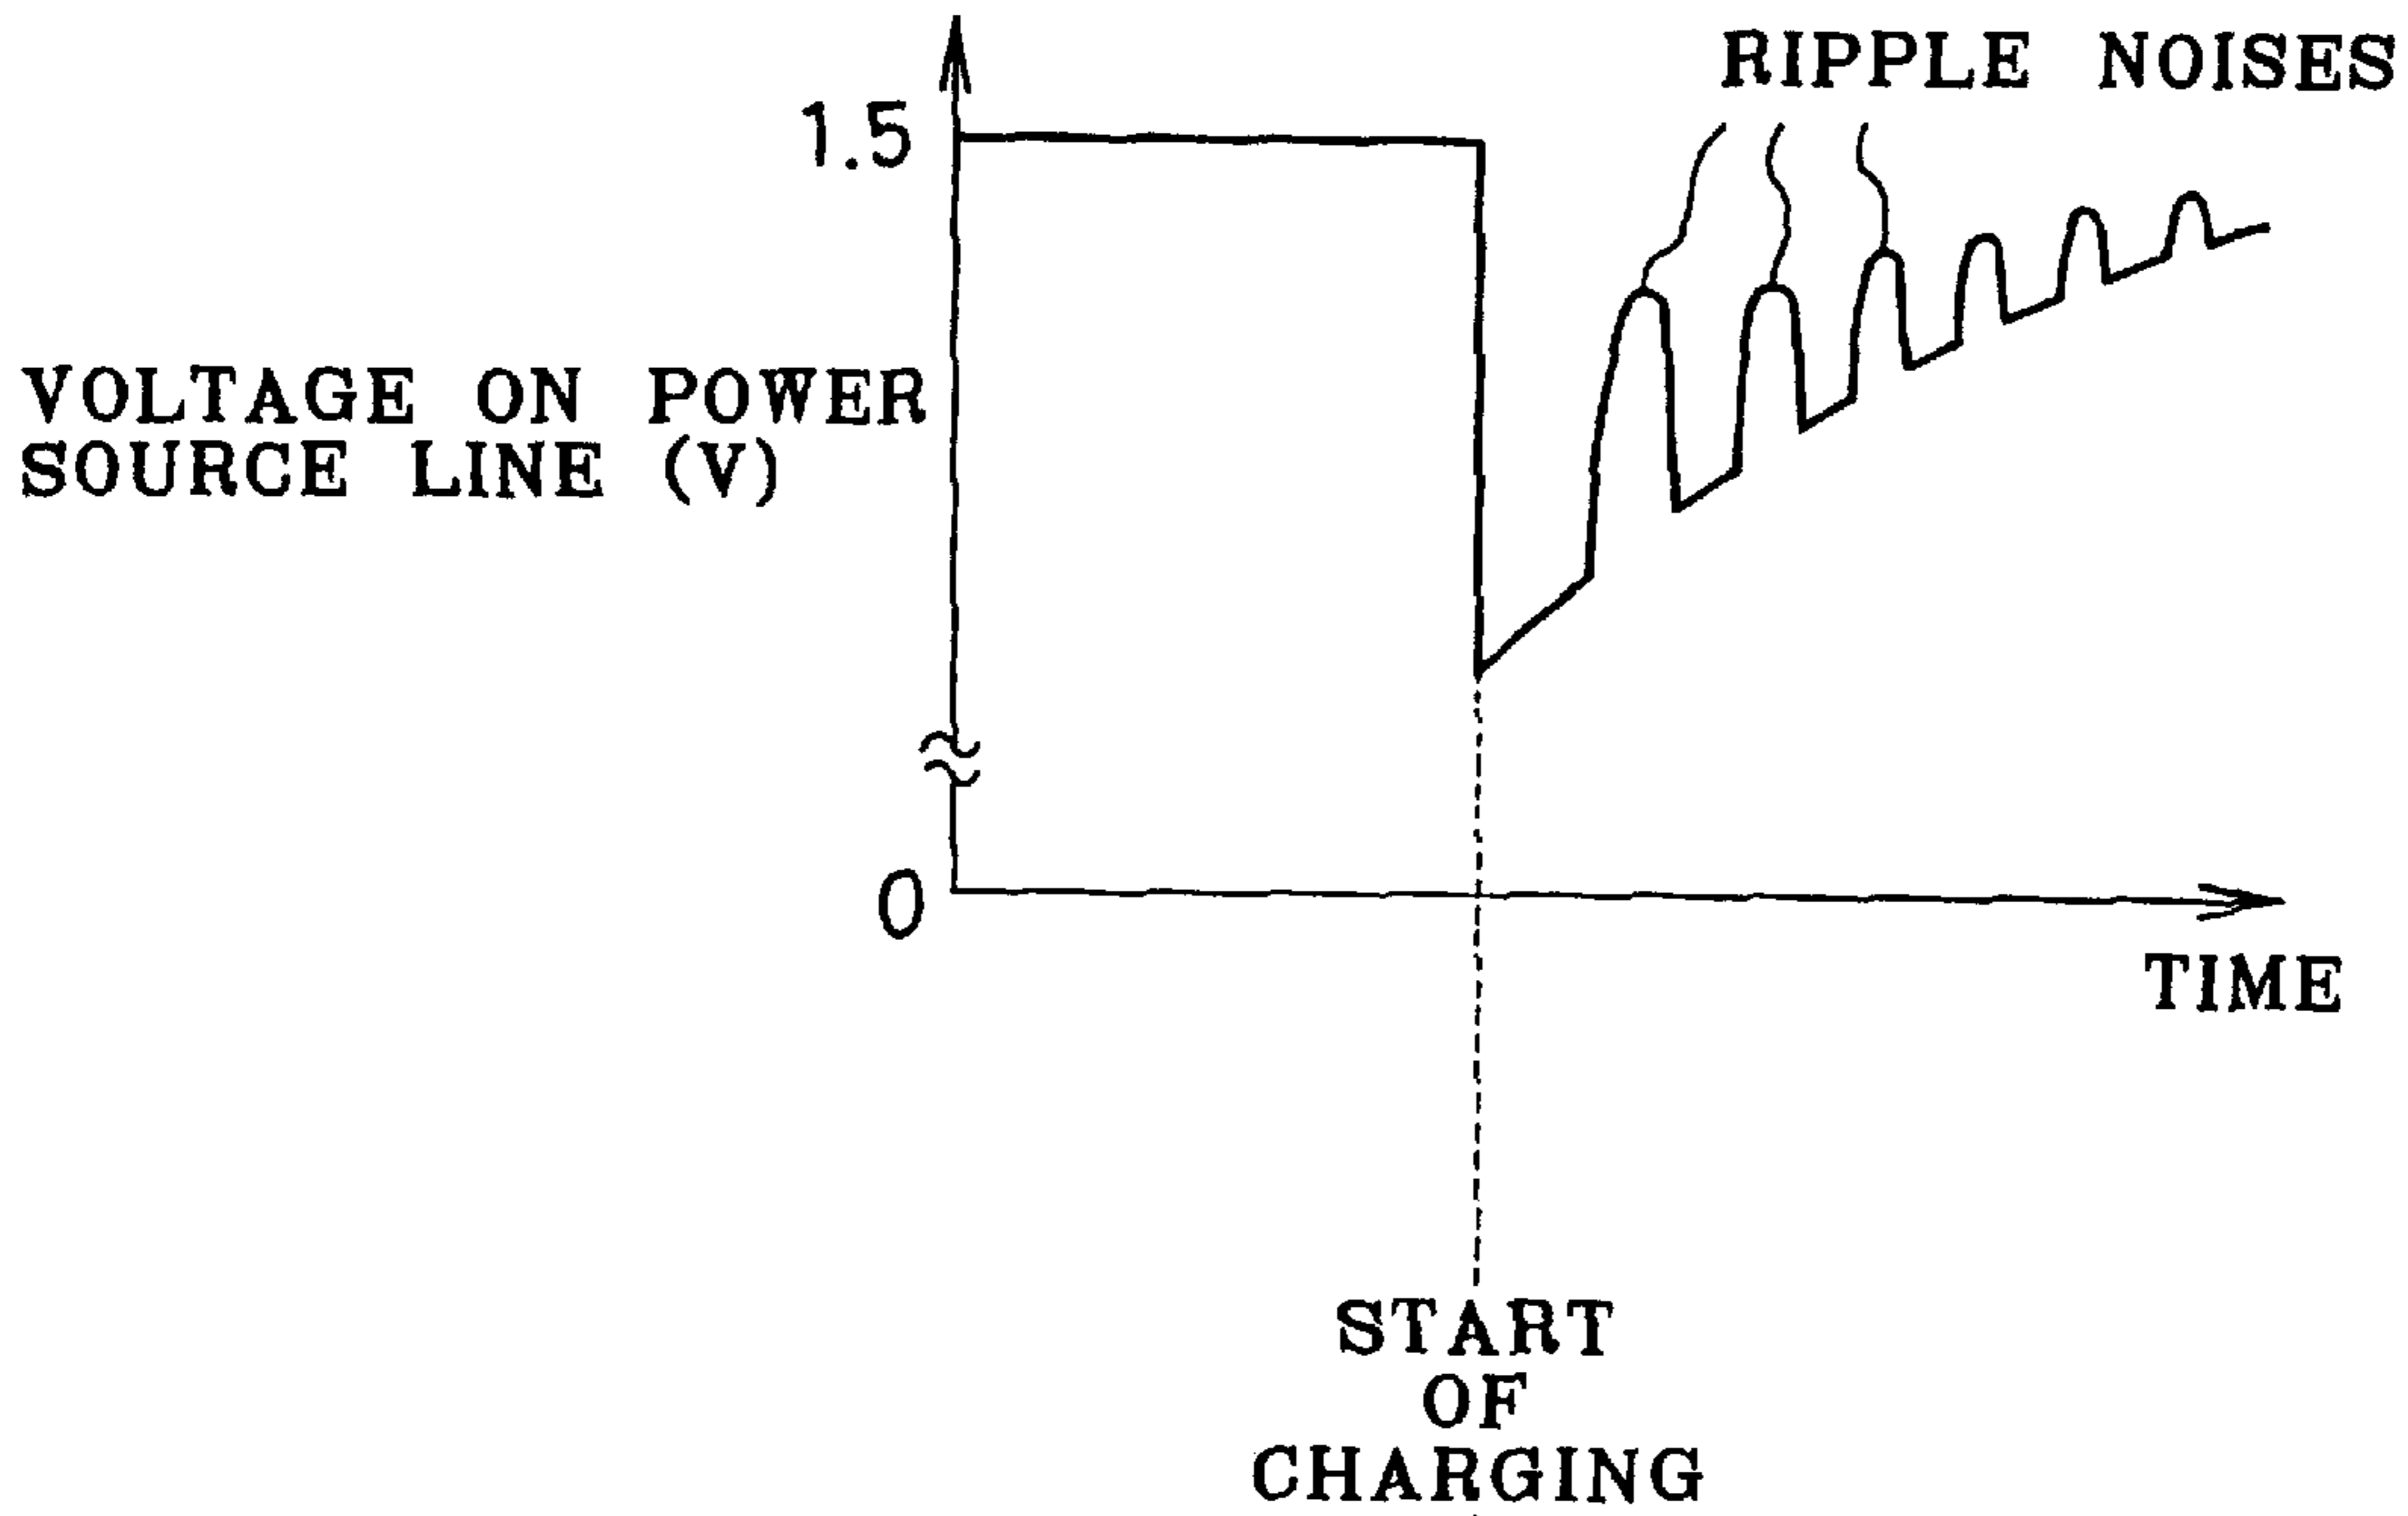 RIPPLE NOISES
1.5
VOLTAGE ON POWER
SOURCE LINE (V)
0
TIME
START
OF
CHARGING